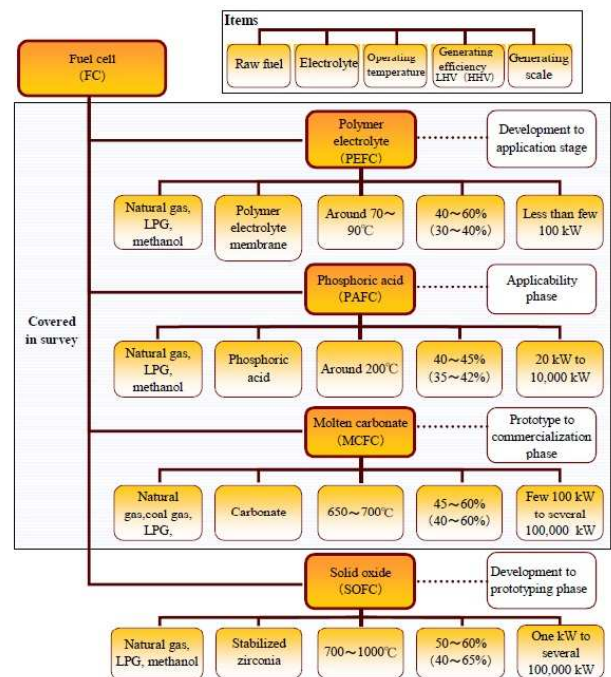 Items
Raw fuel
Electrolyte
Operating
temperature
Generating
efficiency
LHV (HHV)
Generating
scale
Fuel cell
(FC)
Covered
in survey
Polymer
electrolyte
(PEFC)
Development to
application stage
Natural gas,
LPG,
methanol
Polymer
electrolyte
membrane
Around 70～
90℃
40～60%
(30～40%)
Less than few
100 kW
Phosphoric acid
(PAFC)
Applicability
phase
Natural gas,
LPG,
methanol
Phosphoric
acid
Around 200℃
40～45%
(35～42%)
20 kW to
10,000 kW
Molten carbonate
(MCFC)
Prototype to
commercialization
phase
Natural
gas,coal gas,
LPG,
Carbonate
650～700℃
45～60%
(40～60%)
Few 100 kW
to several
100,000 kW
Solid oxide
(SOFC)
Development to
prototyping phase
Natural gas,
LPG, methanol
Stabilized
zirconia
700～1000℃
50～60%
(40～65%)
One kW to
several
100,000 kW